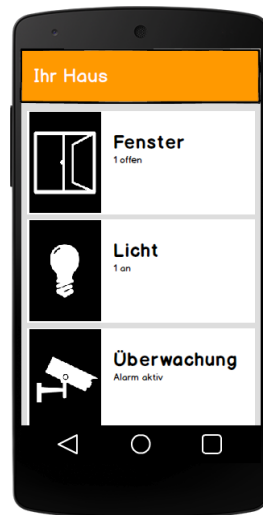 Ihr Haus
Fenster
1 offen
Licht
1 an
Überwachung
Alarm aktiv